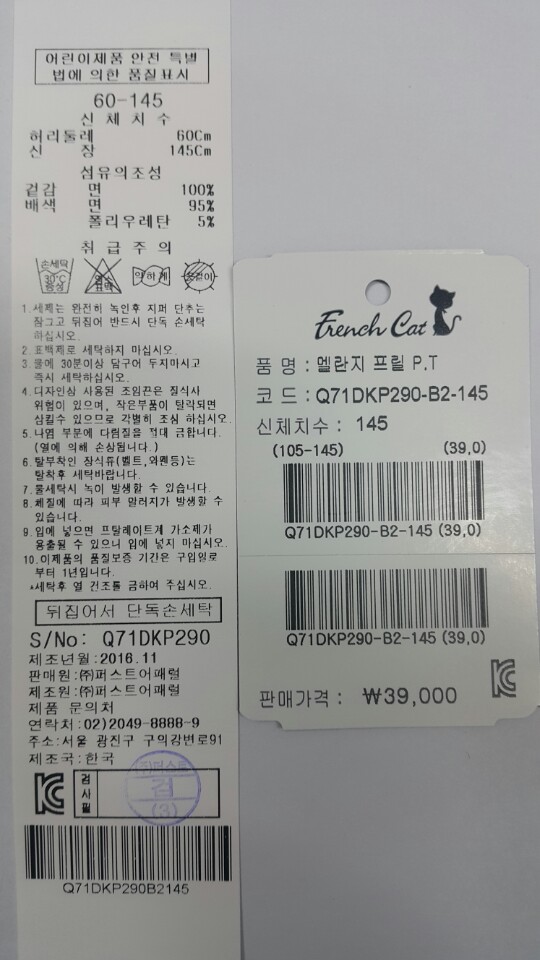 어린이제품 안전 특별
법에 의한 품질표시
60-145
신 체 치 수
허리둘레 60Cm
신 장 145Cm
섬유의조성
겉감 면 100%
배색 면 95%
폴리우레탄 5%
취 급 주 의
손세탁
30°C
중성
염소
표백
약하게
옷걸이
1.세제는 완전히 녹인후 지퍼 단추는
잠그고 뒤집어 반드시 단독 손세탁
하십시오.
2.표백제로 세탁하지 마십시오.
3.물에 30분이상 담구어 두지마시고
즉시 세탁하십시오.
4.디자인상 사용된 조임끈은 질식사
위험이 있으며, 작은부품이 탈락되면
삼킬수 있으므로 각별히 조심 하십시오.
5.나염 부분에 다림질을 절대 금합니다.
(열에 의해 손상됩니다.)
6.탈부착인 장식류(벨트,와펜등)는
탈착후 세탁바랍니다.
7.물세탁시 녹이 발생할 수 있습니다
8.체질에 따라 피부 알러지가 발생할 수
있습니다.
9.입에 넣으면 프탈레이트계 가소제가
용출될 수 있으니 입에 넣지 마십시오.
10.이제품의 품질보증 기간은 구입일로
부터 1년입니다.
*세탁후 열 건조를 금하여 주십시오.
뒤집어서 단독손세탁
S/No: Q71DKP290
제조년월:2016.11
판매원:㈜퍼스트어패럴
제조원:㈜퍼스트어패럴
제품 문의처
연락처:02)2049-8888-9
주소:서울 광진구 구의강변로91
제조국:한국
검
사
필
(주)퍼스트
검
(3)
Q71DKP290B2145
French Cat
품 명 : 멜란지 프릴 P.T
코 드 : Q71DKP290-B2-145
신체치수 : 145
(105-145) (39,0)
Q71DKP290-B2-145 (39,0)
Q71DKP290-B2-145 (39,0)
판매가격 : ₩39,000